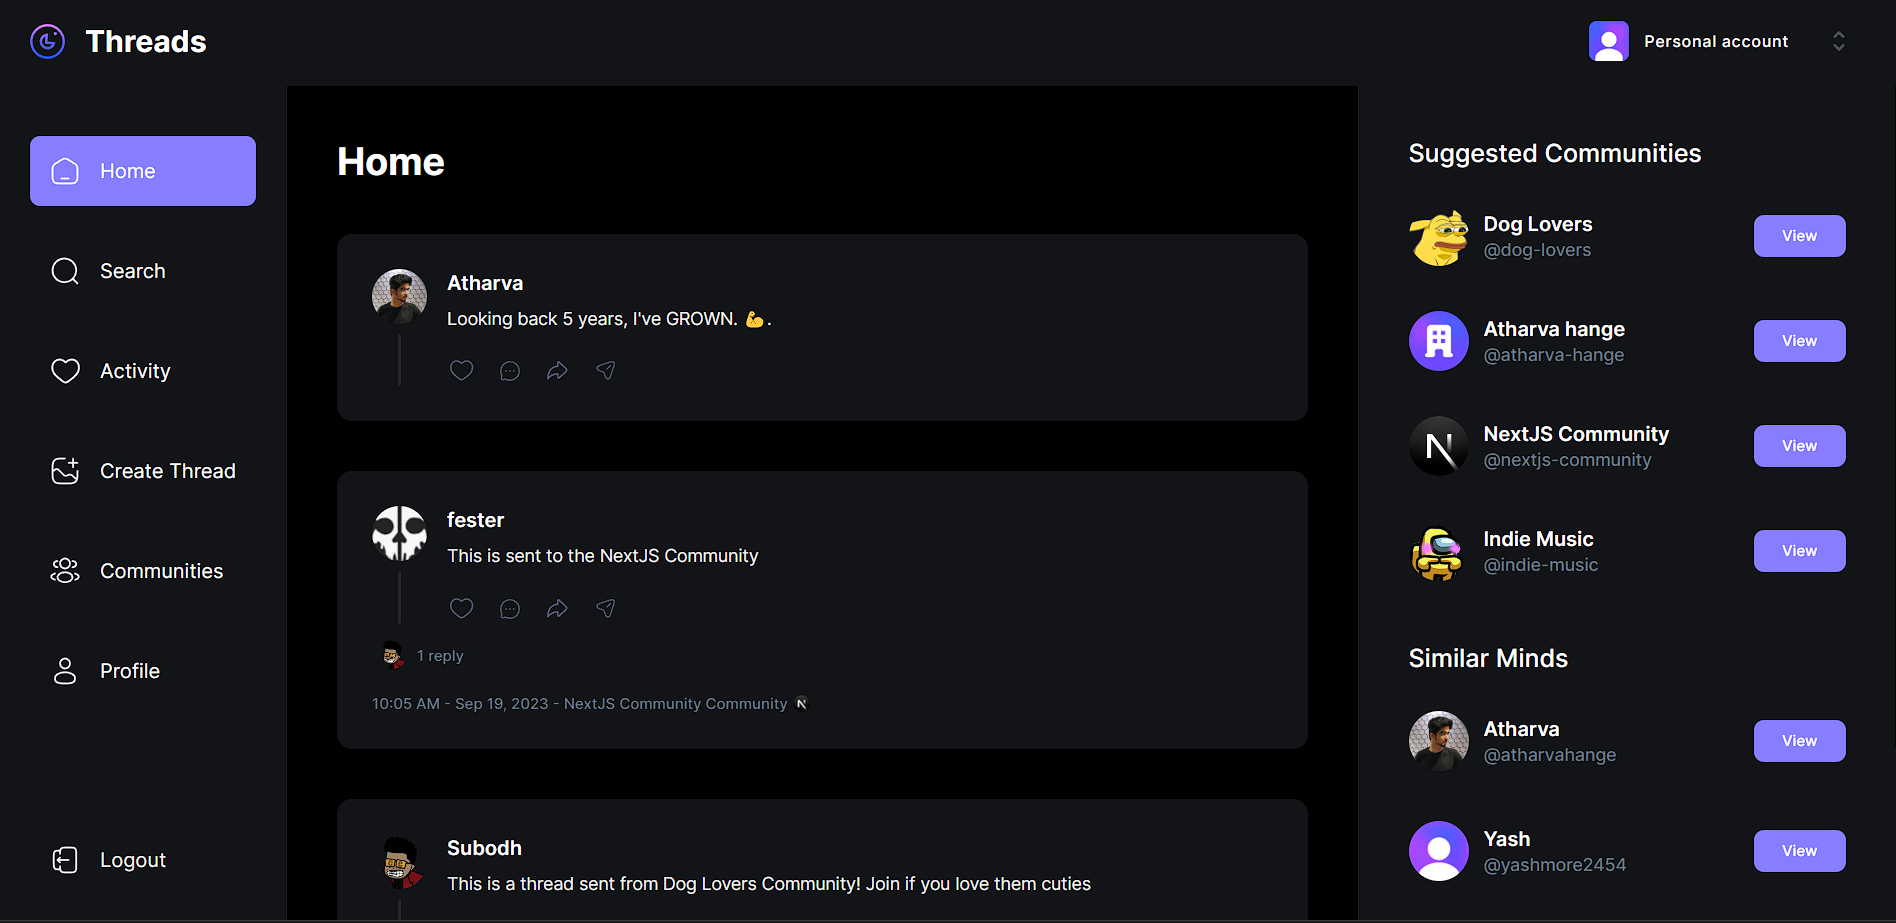 Threads
Personal account
Home
Search
Activity
Create Thread
Communities
Profile
Logout
Home
Atharva
Looking back 5 years, I've GROWN. 💪.
fester
This is sent to the NextJS Community
1 reply
10:05 AM - Sep 19, 2023 - NextJS Community Community
Subodh
This is a thread sent from Dog Lovers Community! Join if you love them cuties
Suggested Communities
Dog Lovers
@dog-lovers
View
Atharva hange
@atharva-hange
View
NextJS Community
@nextjs-community
View
Indie Music
@indie-music
View
Similar Minds
Atharva
@atharvahange
View
Yash
@yashmore2454
View